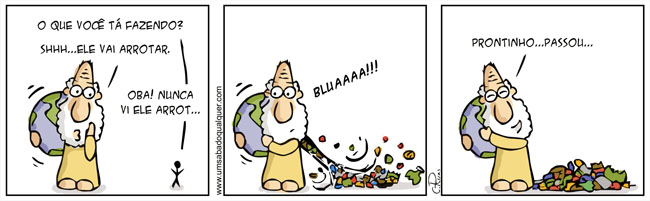 O QUE VOCÊ TÁ FAZENDO?
SHHH...ELE VAI ARROTAR.
OBA! NUNCA
VI ELE ARROT...
www.umsabadoqualquer.com
BLUAAAA!!!
PRONTINHO...PASSOU...